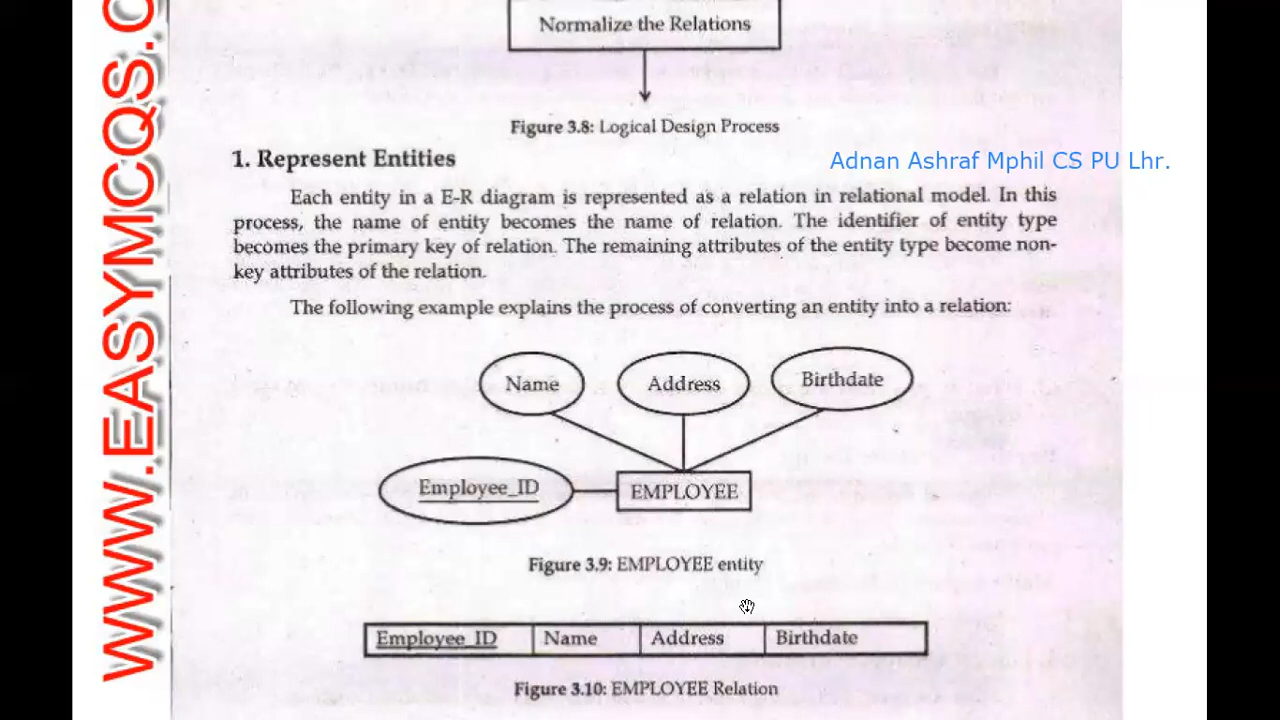 WWW.EASYMCQS.C
Normalize the Relations
Figure 3.8: Logical Design Process
1. Represent Entities
Adnan Ashraf Mphil CS PU Lhr.
Each entity in a E-R diagram is represented as a relation in relational model. In this
process, the name of entity becomes the name of relation. The identifier of entity type
becomes the primary key of relation. The remaining attributes of the entity type become non-
key attributes of the relation.
The following example explains the process of converting an entity into a relation:
Name
Address
Birthdate
Employee_ID
EMPLOYEE
Figure 3.9: EMPLOYEE entity
Employee_ID Name Address Birthdate
Figure 3.10: EMPLOYEE Relation